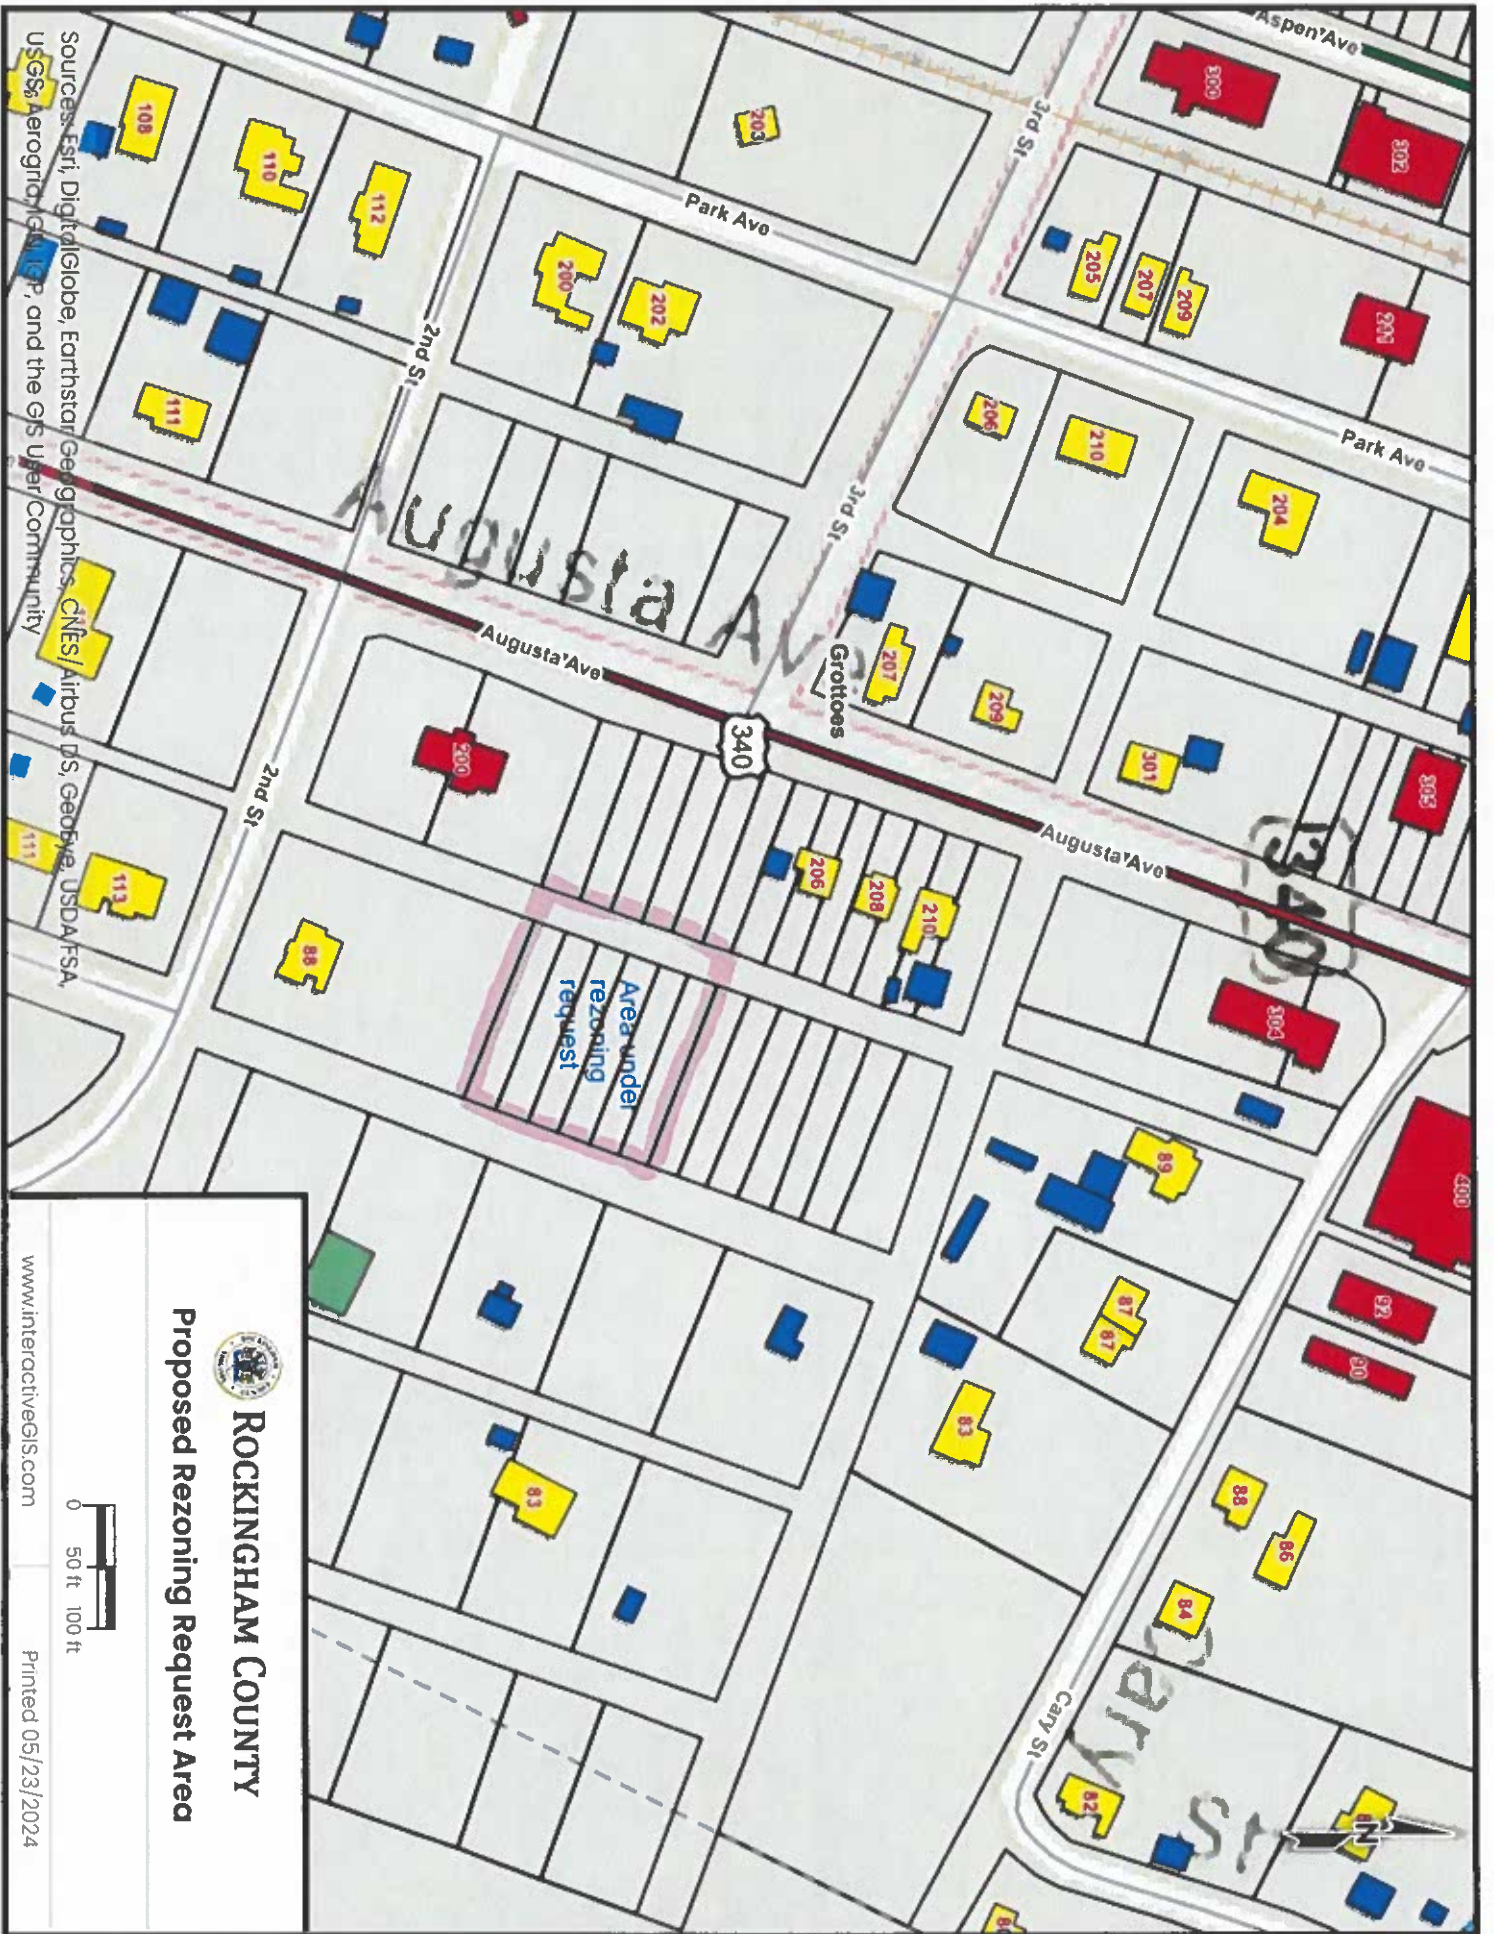 Aspen Ave
300
302
3rd St
203
Park Ave
205
207
209
108
110
112
200
202
206
210
Park Ave
204
2nd St
111
3rd St
Augusta Av
Grottoes
207
209
301
303
Augusta Ave
340
Augusta Ave
340
200
2nd St
206
208
210
304
400
113
111
88
Area under
rezoning
request
89
92
90
87
87
83
83
88
86
84
Cary St
Cary St
82
N
ROCKINGHAM COUNTY
Proposed Rezoning Request Area
0 50 ft 100 ft
www.interactiveGIS.com
Printed 05/23/2024
Sources: Esri, DigitalGlobe, Earthstar Geographics, CNES/Airbus DS, GeoEye, USDA FSA,
USGS, Aerogrid, IGN, IGP, and the GIS User Community